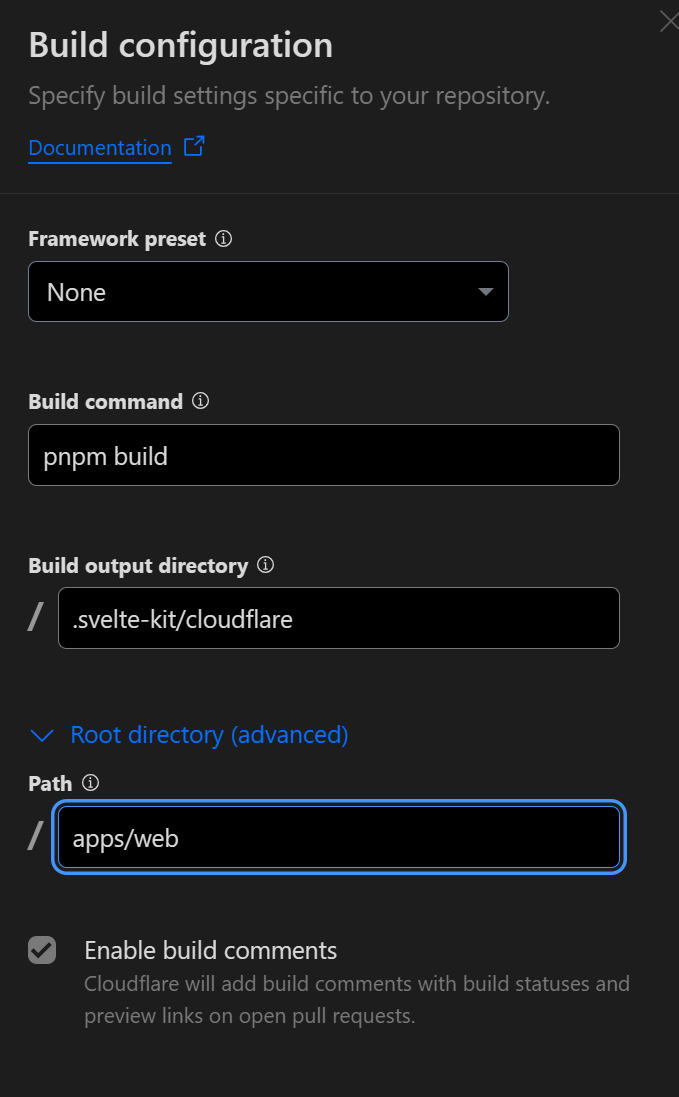 Build configuration
Specify build settings specific to your repository.
Documentation
Framework preset
None
Build command
pnpm build
Build output directory
/ .svelte-kit/cloudflare
Root directory (advanced)
Path
/ apps/web
Enable build comments
Cloudflare will add build comments with build statuses and
preview links on open pull requests.